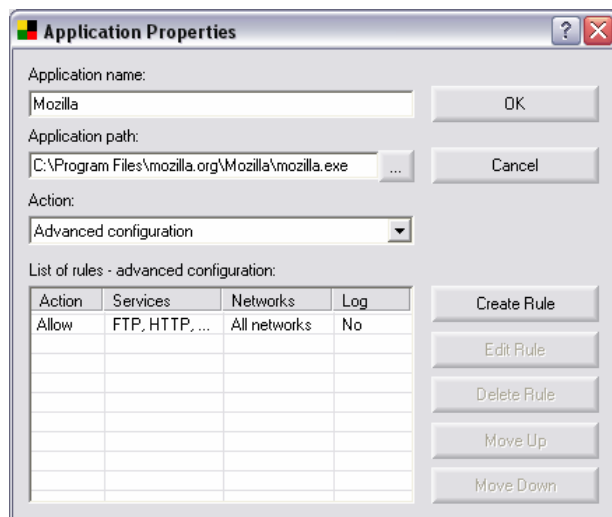 Application Properties
Application name:
Mozilla
OK
Application path:
C:\Program Files\mozilla.org\Mozilla\mozilla.exe ...
Cancel
Action:
Advanced configuration
List of rules - advanced configuration:
Action Services Networks Log
Allow FTP, HTTP, ... All networks No
Create Rule
Edit Rule
Delete Rule
Move Up
Move Down